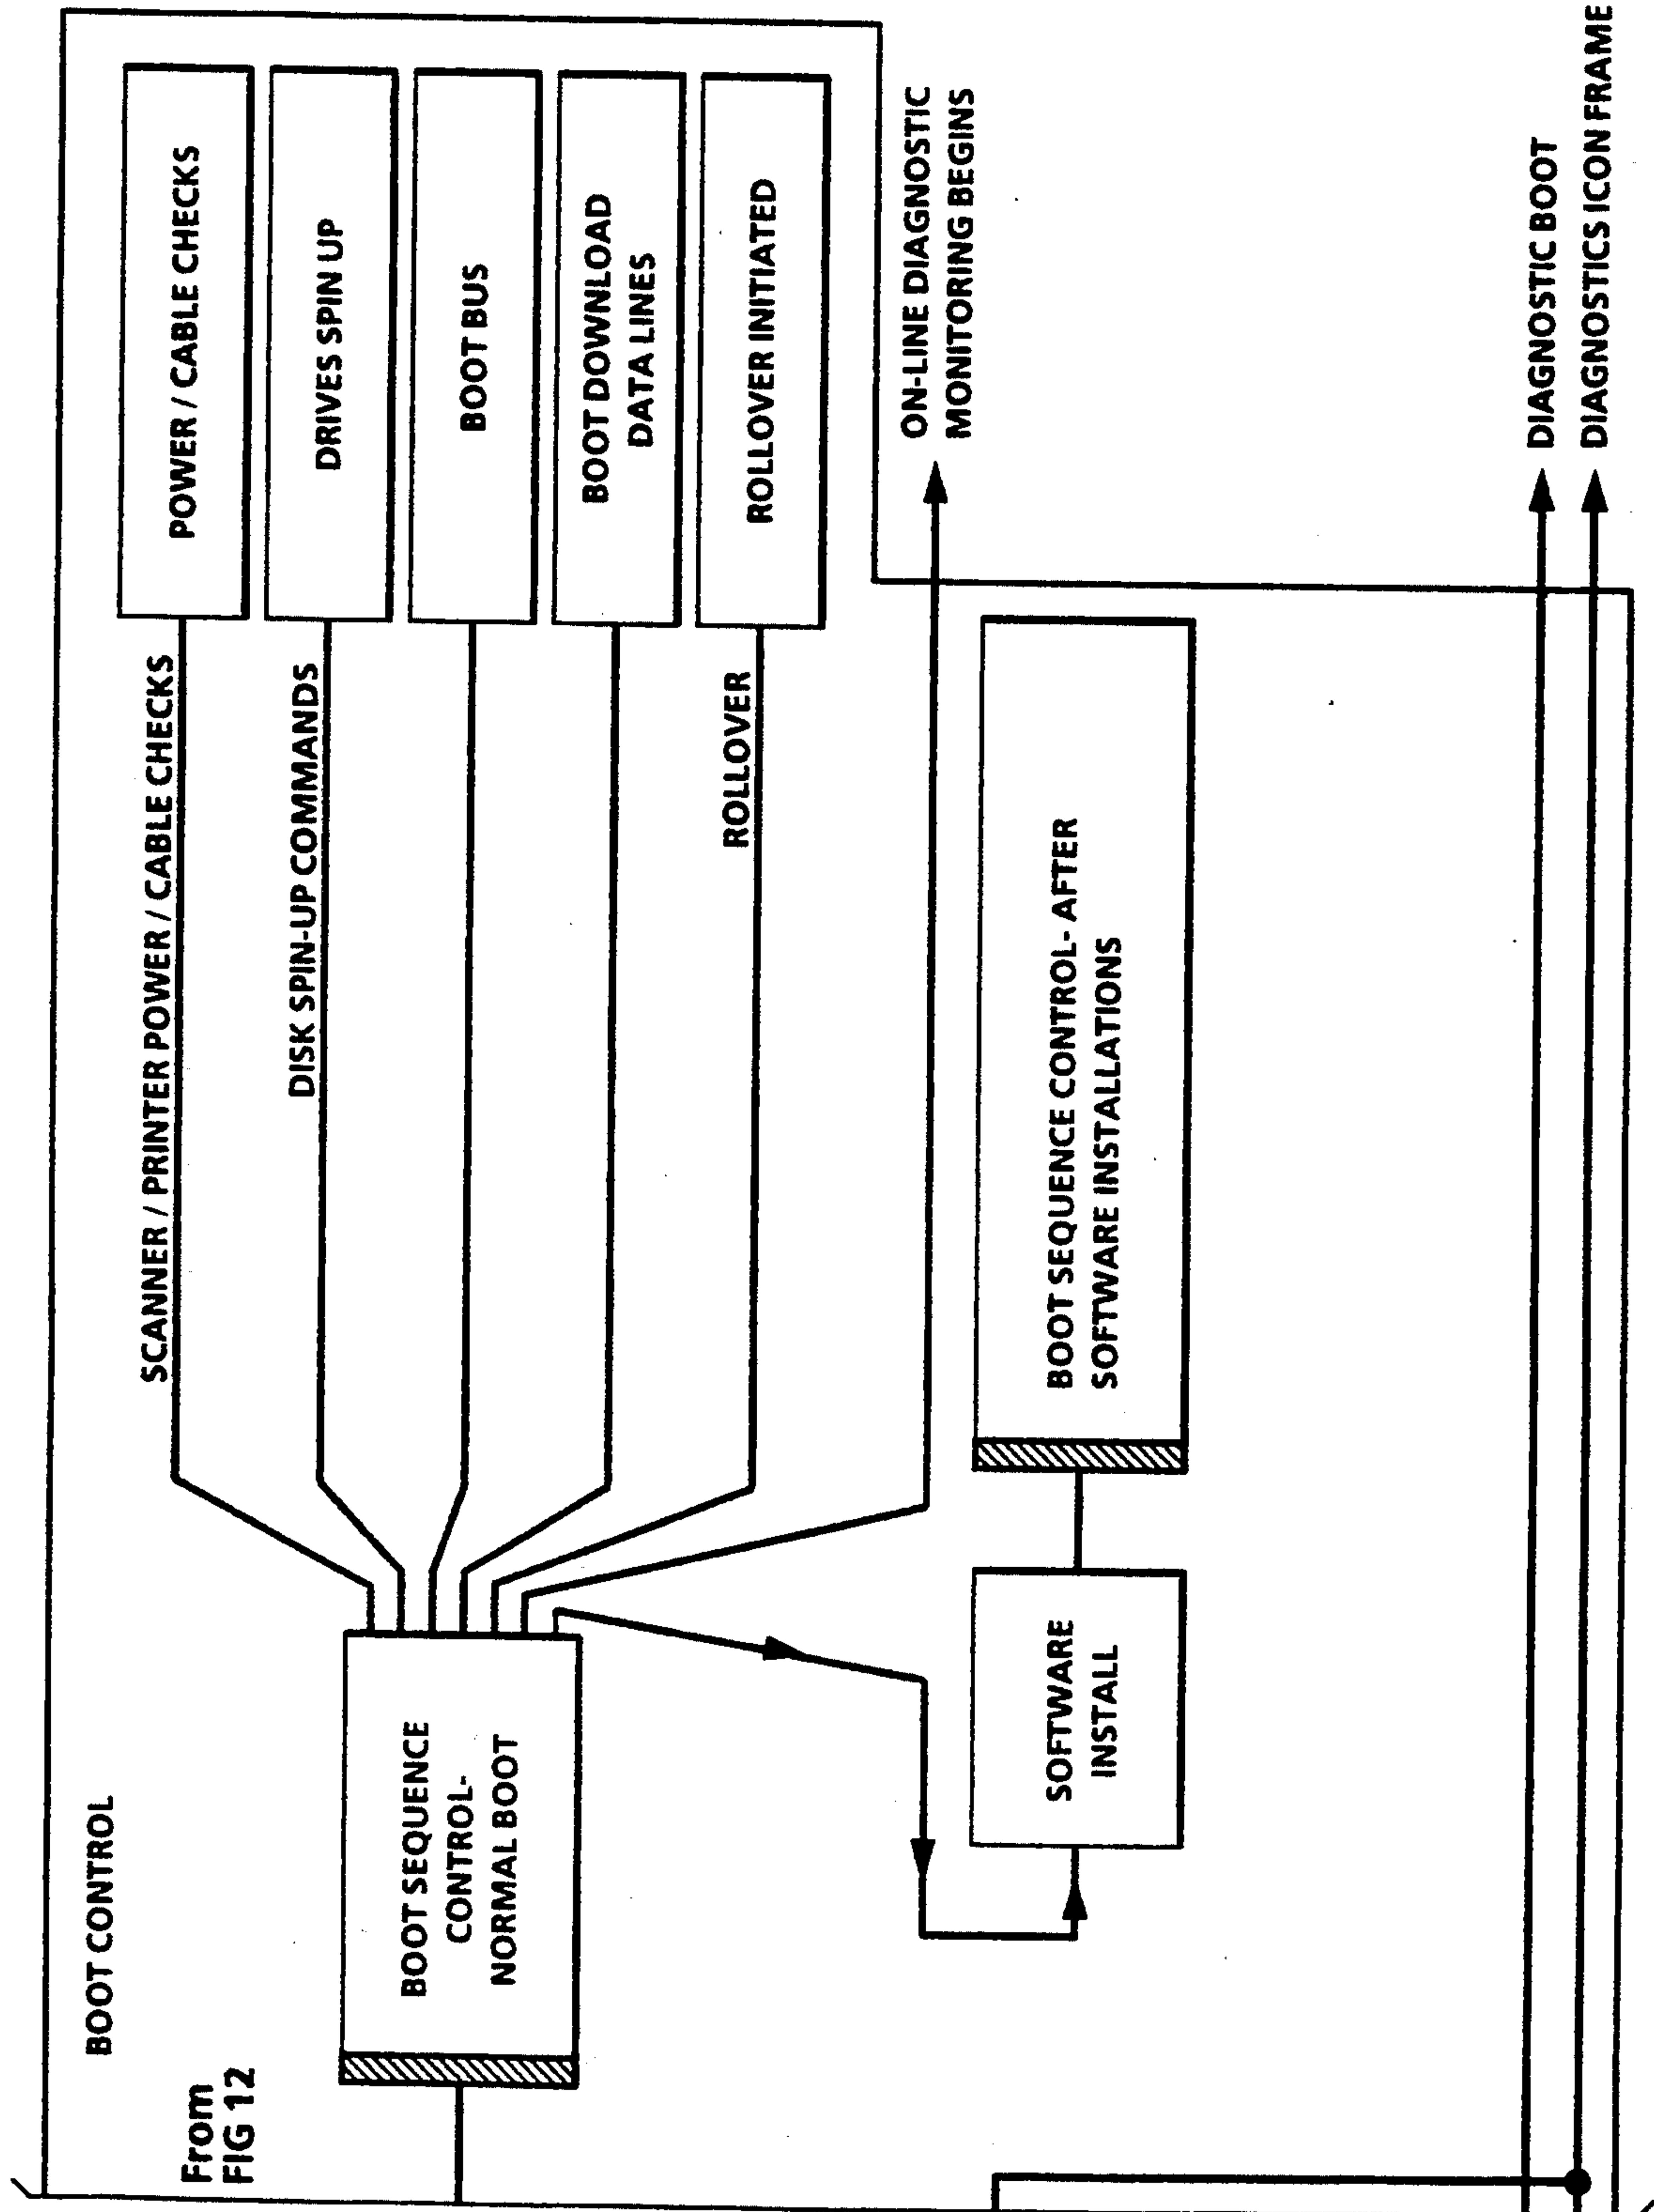 BOOT CONTROL
From
FIG 12
BOOT SEQUENCE
CONTROL-
NORMAL BOOT
SCANNER / PRINTER POWER / CABLE CHECKS
POWER / CABLE CHECKS
DISK SPIN-UP COMMANDS
DRIVES SPIN UP
BOOT BUS
BOOT DOWNLOAD
DATA LINES
ROLLOVER
ROLLOVER INITIATED
ON-LINE DIAGNOSTIC
MONITORING BEGINS
SOFTWARE
INSTALL
BOOT SEQUENCE CONTROL- AFTER
SOFTWARE INSTALLATIONS
DIAGNOSTIC BOOT
DIAGNOSTICS ICON FRAME